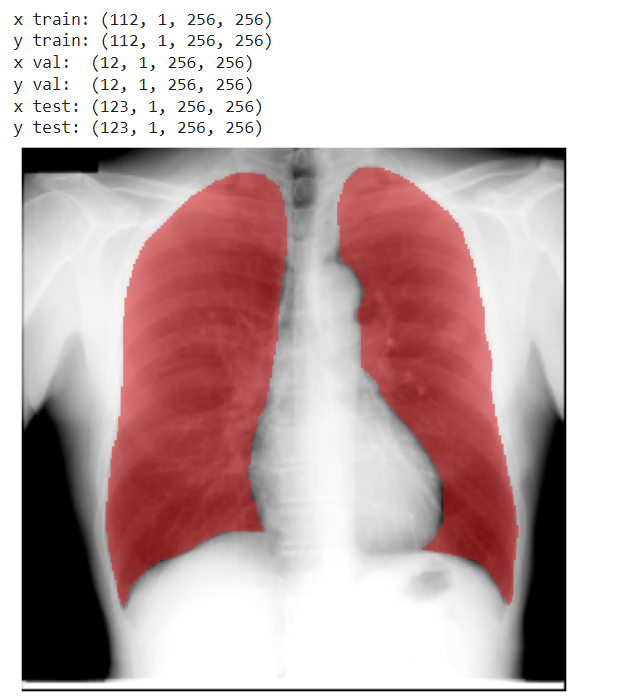 x train: (112, 1, 256, 256)
y train: (112, 1, 256, 256)
x val:  (12, 1, 256, 256)
y val:  (12, 1, 256, 256)
x test: (123, 1, 256, 256)
y test: (123, 1, 256, 256)